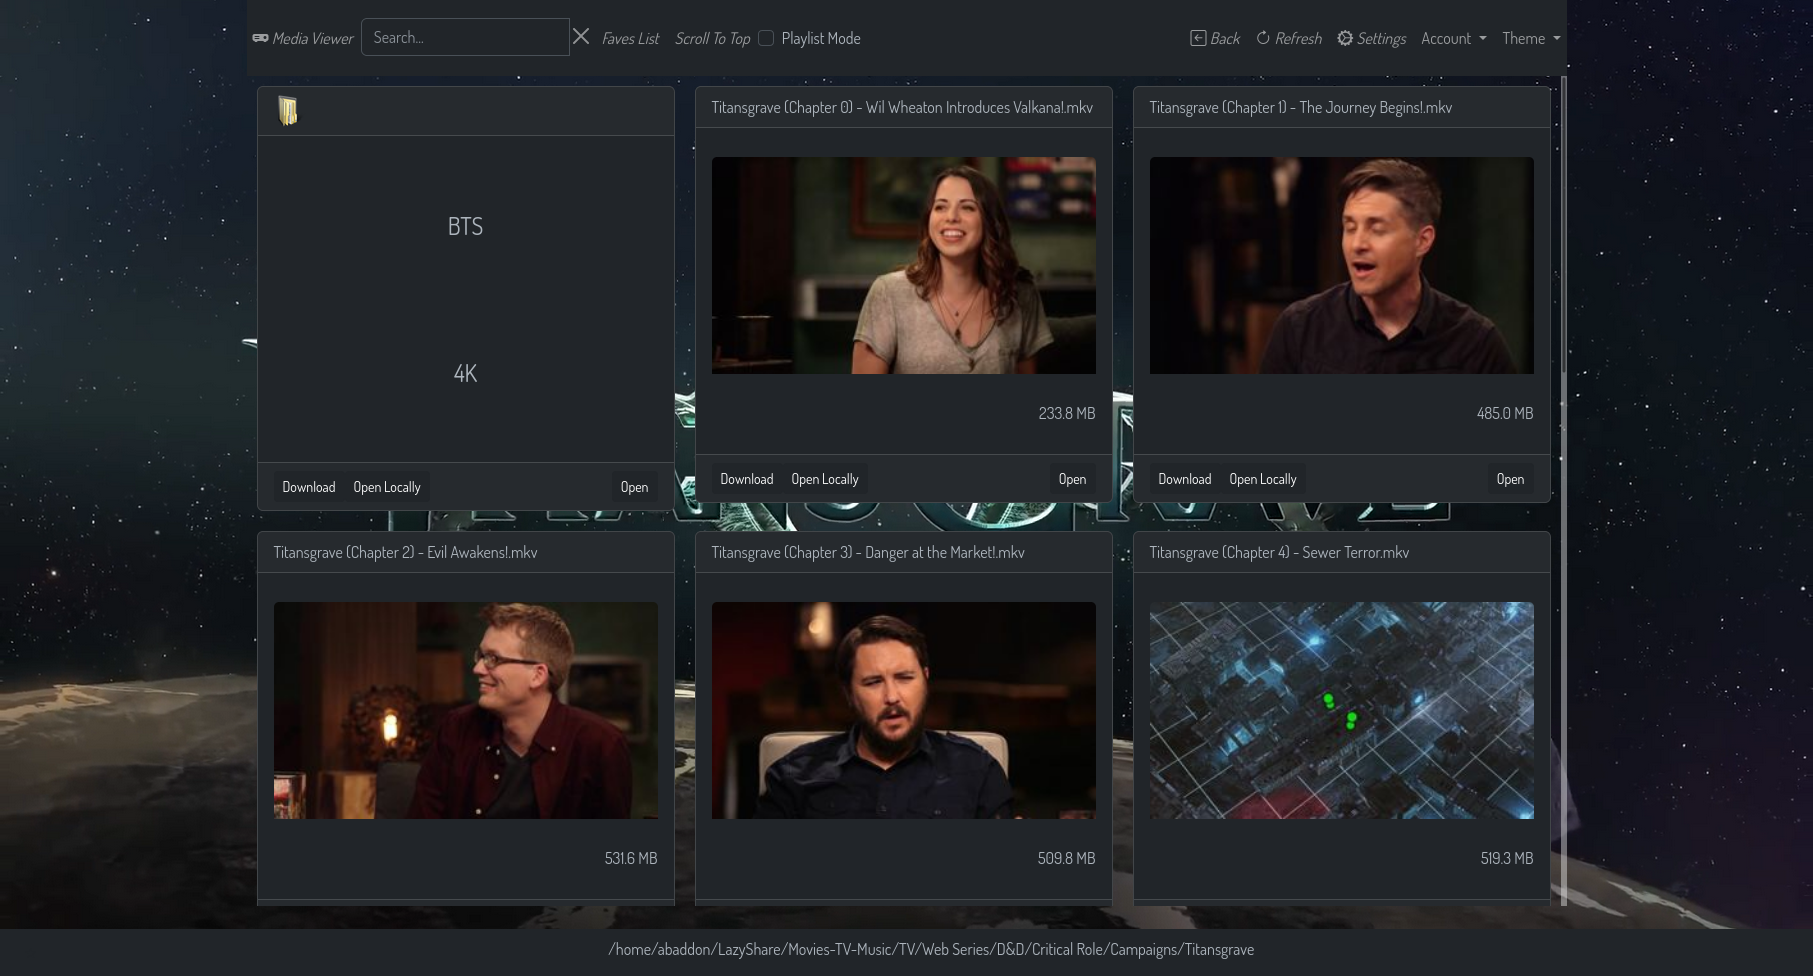 Media Viewer Search... Faves List Scroll To Top Playlist Mode Back Refresh Settings Account Theme
BTS
4K
Download Open Locally Open
Titansgrave (Chapter 0) - Wil Wheaton Introduces Valkana!.mkv
233.8 MB
Download Open Locally Open
Titansgrave (Chapter 1) - The Journey Begins!.mkv
485.0 MB
Download Open Locally Open
Titansgrave (Chapter 2) - Evil Awakens!.mkv
531.6 MB
Titansgrave (Chapter 3) - Danger at the Market!.mkv
509.8 MB
Titansgrave (Chapter 4) - Sewer Terror.mkv
519.3 MB
/home/abaddon/LazyShare/Movies-TV-Music/TV/Web Series/D&D/Critical Role/Campaigns/Titansgrave